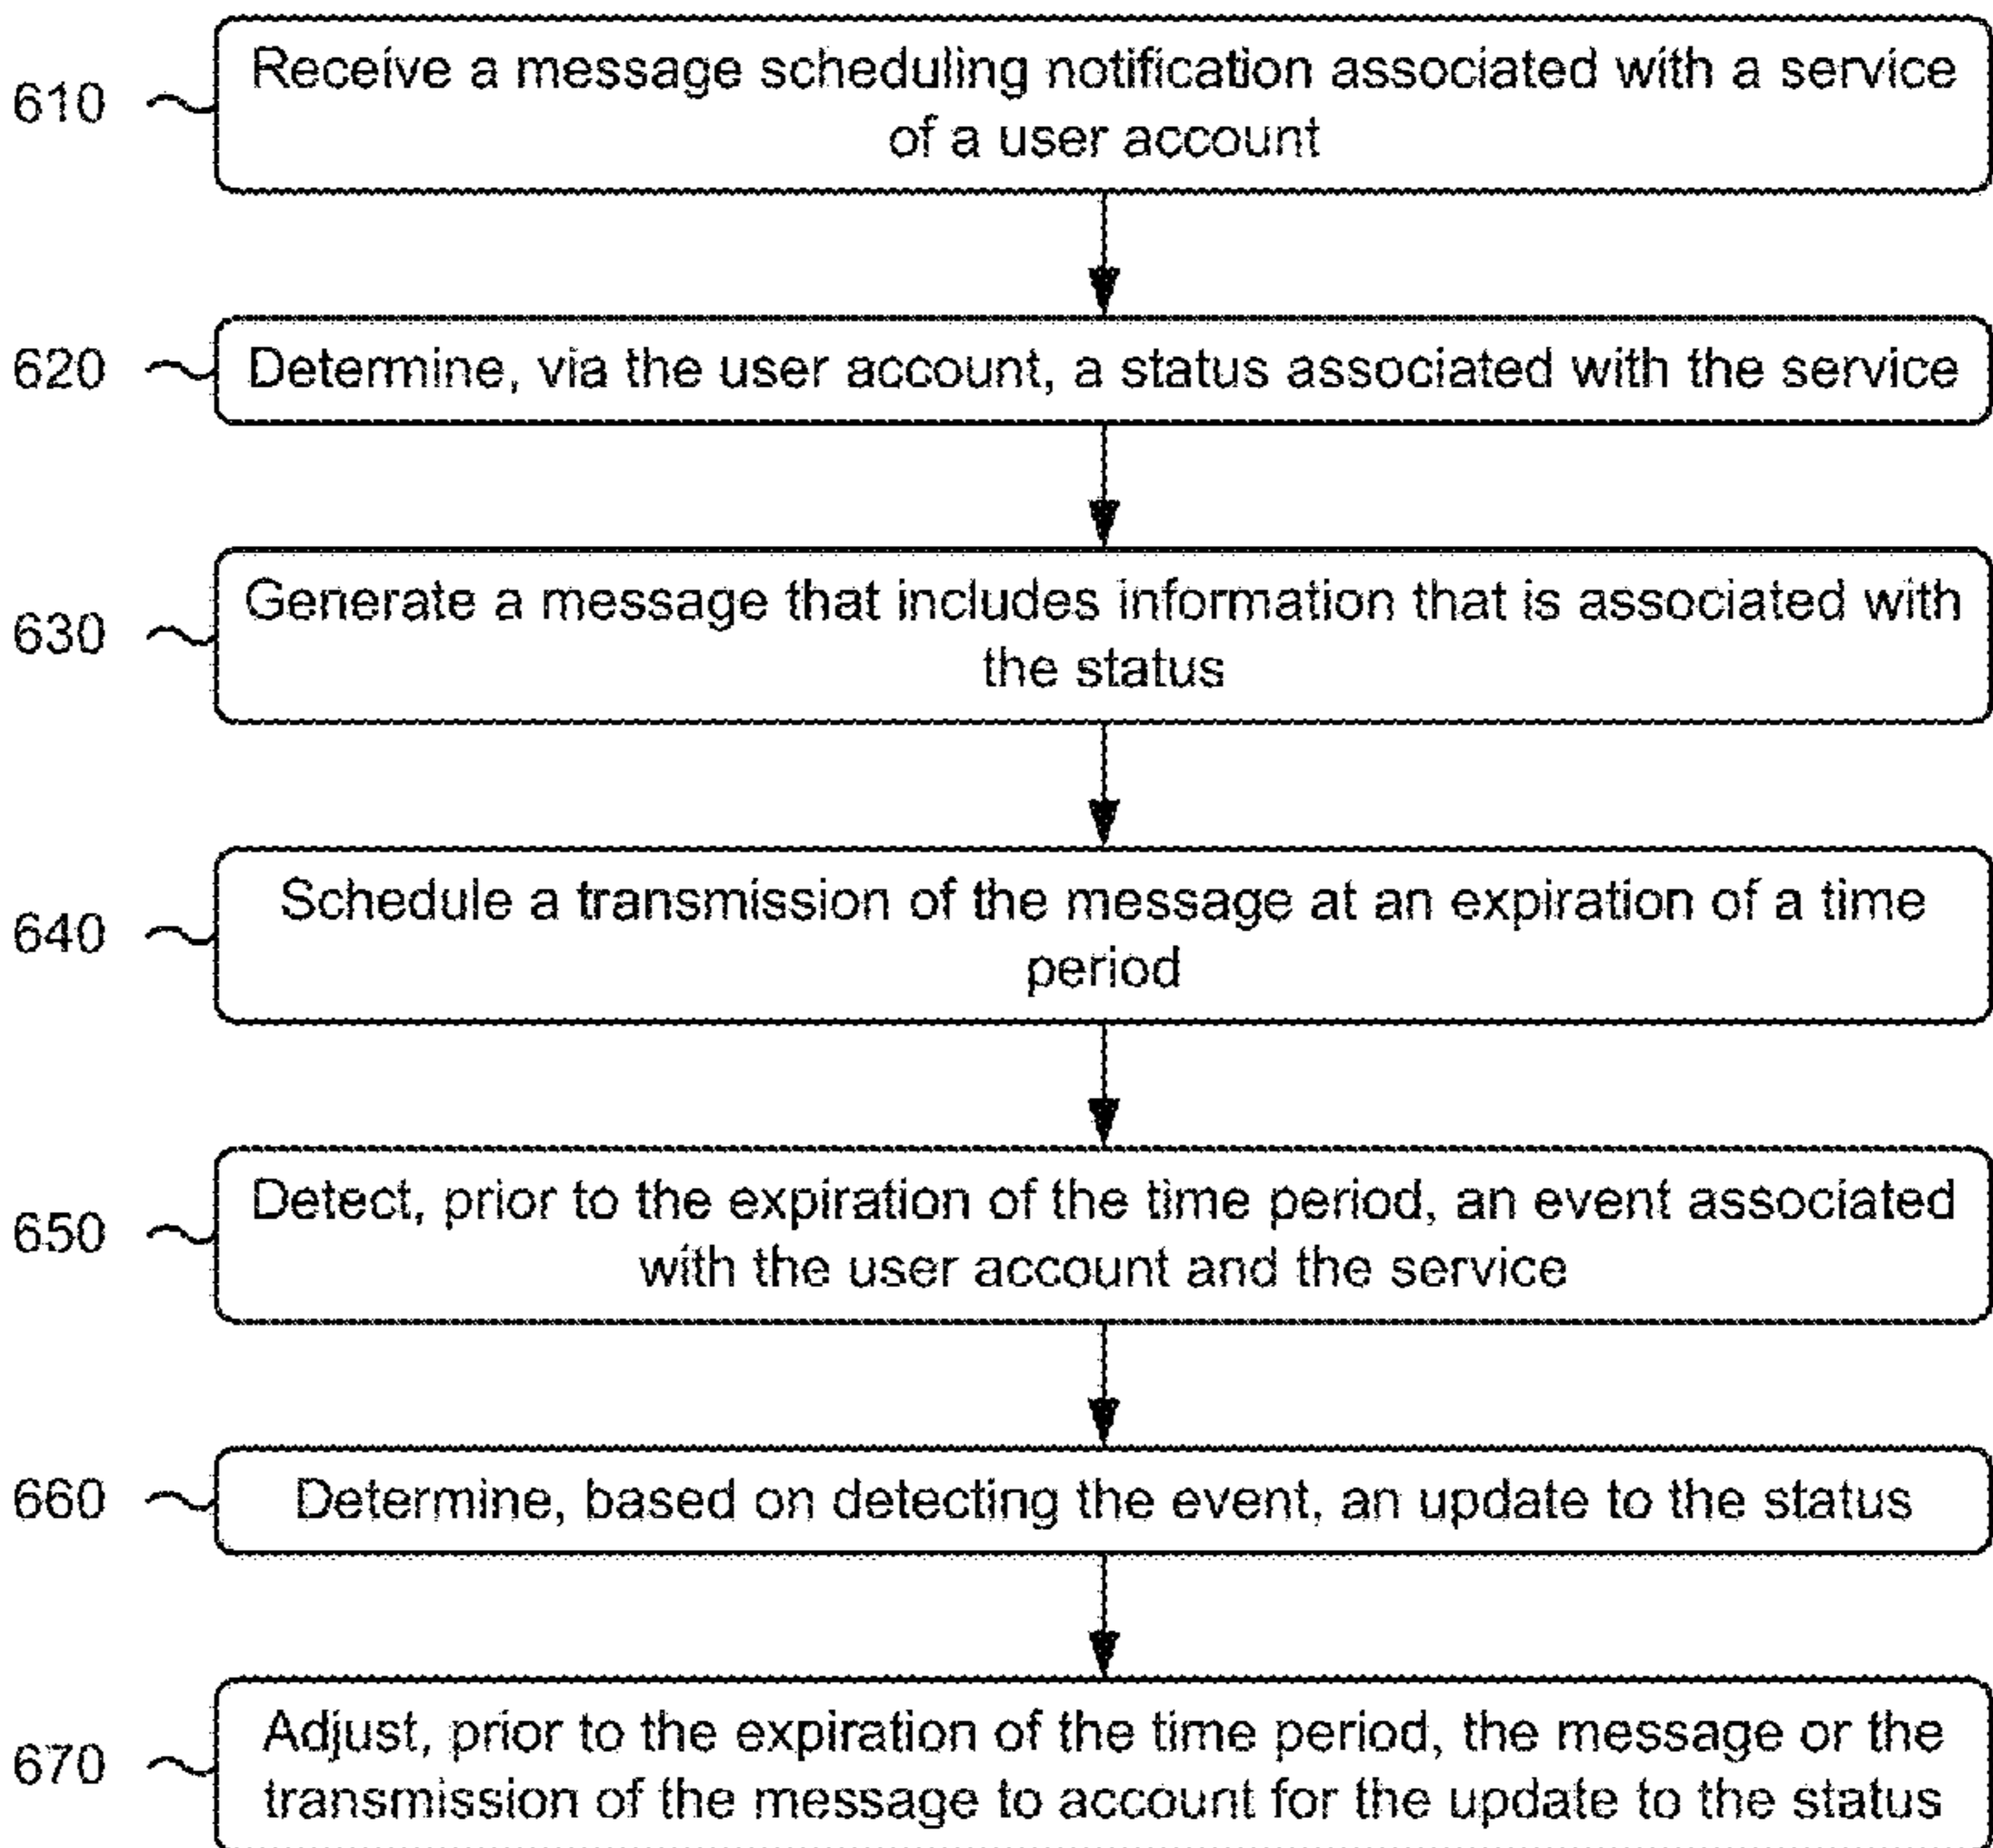 610
Receive a message scheduling notification associated with a service
of a user account
620
Determine, via the user account, a status associated with the service
630
Generate a message that includes information that is associated with
the status
640
Schedule a transmission of the message at an expiration of a time
period
650
Detect, prior to the expiration of the time period, an event associated
with the user account and the service
660
Determine, based on detecting the event, an update to the status
670
Adjust, prior to the expiration of the time period, the message or the
transmission of the message to account for the update to the status